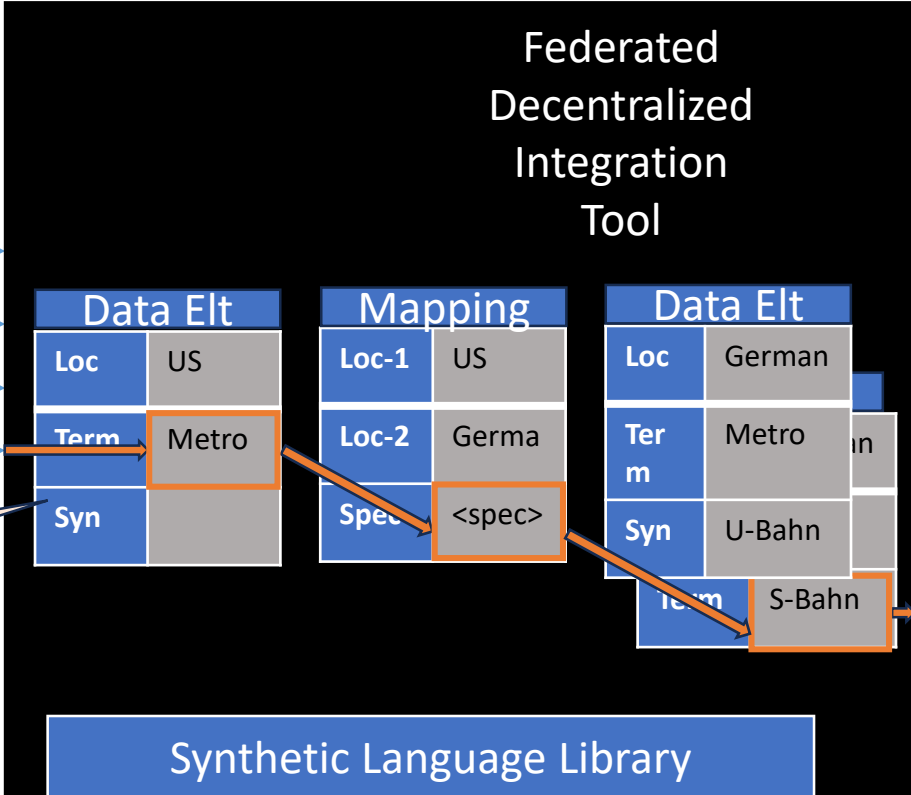 Federated
Decentralized
Integration
Tool
Data Elt
Loc US
Term Metro
Syn
Mapping
Loc-1 US
Loc-2 Germa
Spec <spec>
Data Elt
Loc German
Ter
m
Metro
Syn U-Bahn
an
Term S-Bahn
Synthetic Language Library